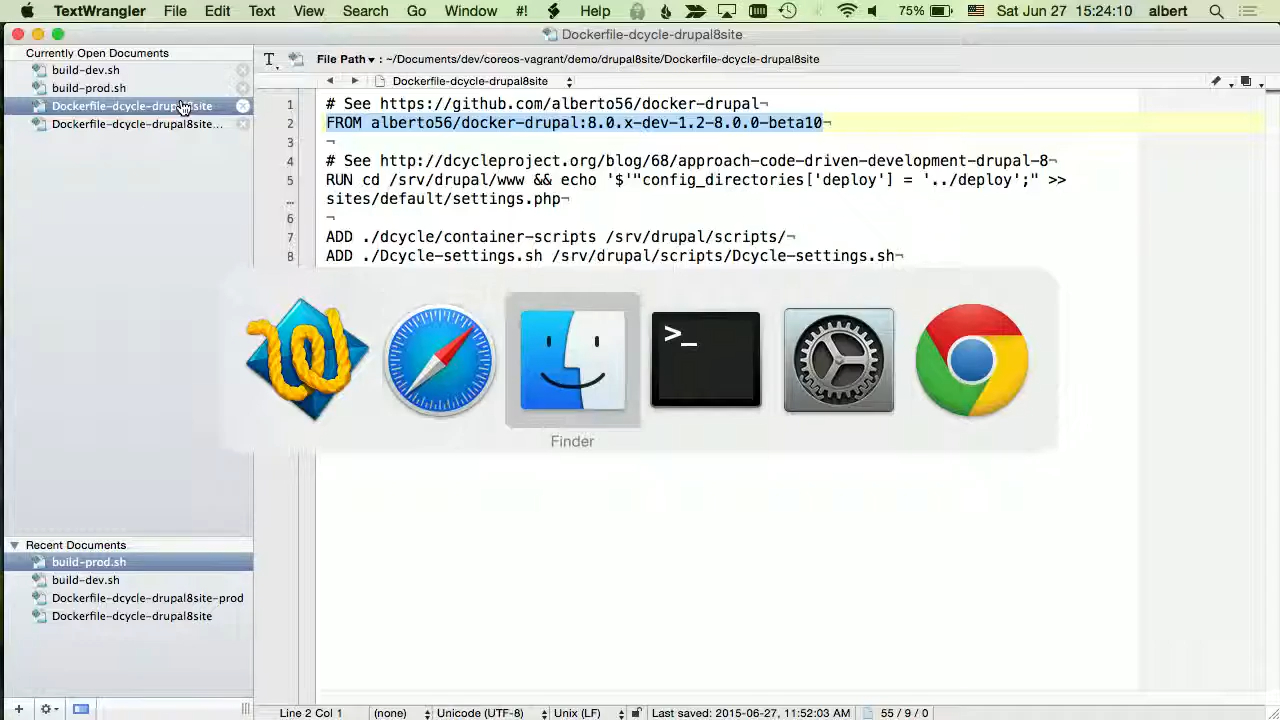 TextWrangler File Edit Text View Search Go Window #! Help 75% Sat Jun 27 15:24:10 albert
Dockerfile-dcycle-drupal8site
Currently Open Documents
build-dev.sh
build-prod.sh
Dockerfile-dcycle-drupal8site
Dockerfile-dcycle-drupal8site...
File Path ▾ : ~/Documents/dev/coreos-vagrant/demo/drupal8site/Dockerfile-dcycle-drupal8site
Dockerfile-dcycle-drupal8site
1 # See https://github.com/alberto56/docker-drupal¬
2 FROM alberto56/docker-drupal:8.0.x-dev-1.2-8.0.0-beta10¬
3 ¬
4 # See http://dcycleproject.org/blog/68/approach-code-driven-development-drupal-8¬
5 RUN cd /srv/drupal/www && echo '$'"config_directories['deploy'] = '../deploy';" >>
… sites/default/settings.php¬
6 ¬
7 ADD ./dcycle/container-scripts /srv/drupal/scripts/¬
8 ADD ./Dcycle-settings.sh /srv/drupal/scripts/Dcycle-settings.sh¬
>_
Finder
Recent Documents
build-prod.sh
build-dev.sh
Dockerfile-dcycle-drupal8site-prod
Dockerfile-dcycle-drupal8site
Line 2 Col 1 (none) Unicode (UTF-8) Unix (LF) Last saved: 2015-06-27, 11:52:03 AM 55 / 9 / 0